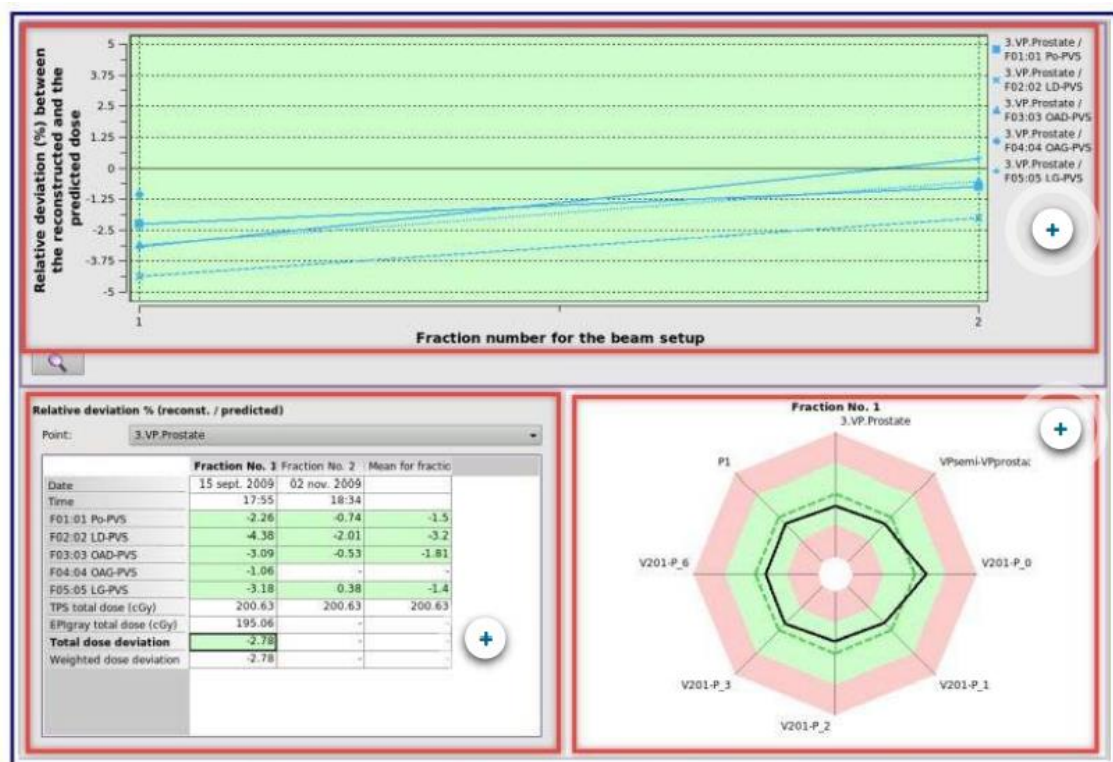 Relative deviation (%) between
the reconstructed and the
predicted dose
5
3.75
2.5
1.25
0
-1.25
-2.5
-3.75
-5
1
2
Fraction number for the beam setup
3.VP.Prostate /
F01:01 Po-PVS
3.VP.Prostate /
F02:02 LD-PVS
3.VP.Prostate /
F03:03 OAD-PVS
3.VP.Prostate /
F04:04 OAG-PVS
3.VP.Prostate /
F05:05 LG-PVS
+
Relative deviation % (reconst. / predicted)
Point: 3.VP.Prostate
Fraction No. 1 Fraction No. 2 Mean for fractio
Date 15 sept. 2009 02 nov. 2009
Time 17:55 18:34
F01:01 Po-PVS -2.26 -0.74 -1.5
F02:02 LD-PVS -4.38 -2.01 -3.2
F03:03 OAD-PVS -3.09 -0.53 -1.81
F04:04 OAG-PVS -1.06 - -
F05:05 LG-PVS -3.18 0.38 -1.4
TPS total dose (cGy) 200.63 200.63 200.63
EPIgray total dose (cGy) 195.06 - -
Total dose deviation -2.78 - -
Weighted dose deviation -2.78 - -
+
Fraction No. 1
3.VP.Prostate
+
P1
VPsemi-VPprosta:
V201-P_6
V201-P_0
V201-P_3
V201-P_1
V201-P_2